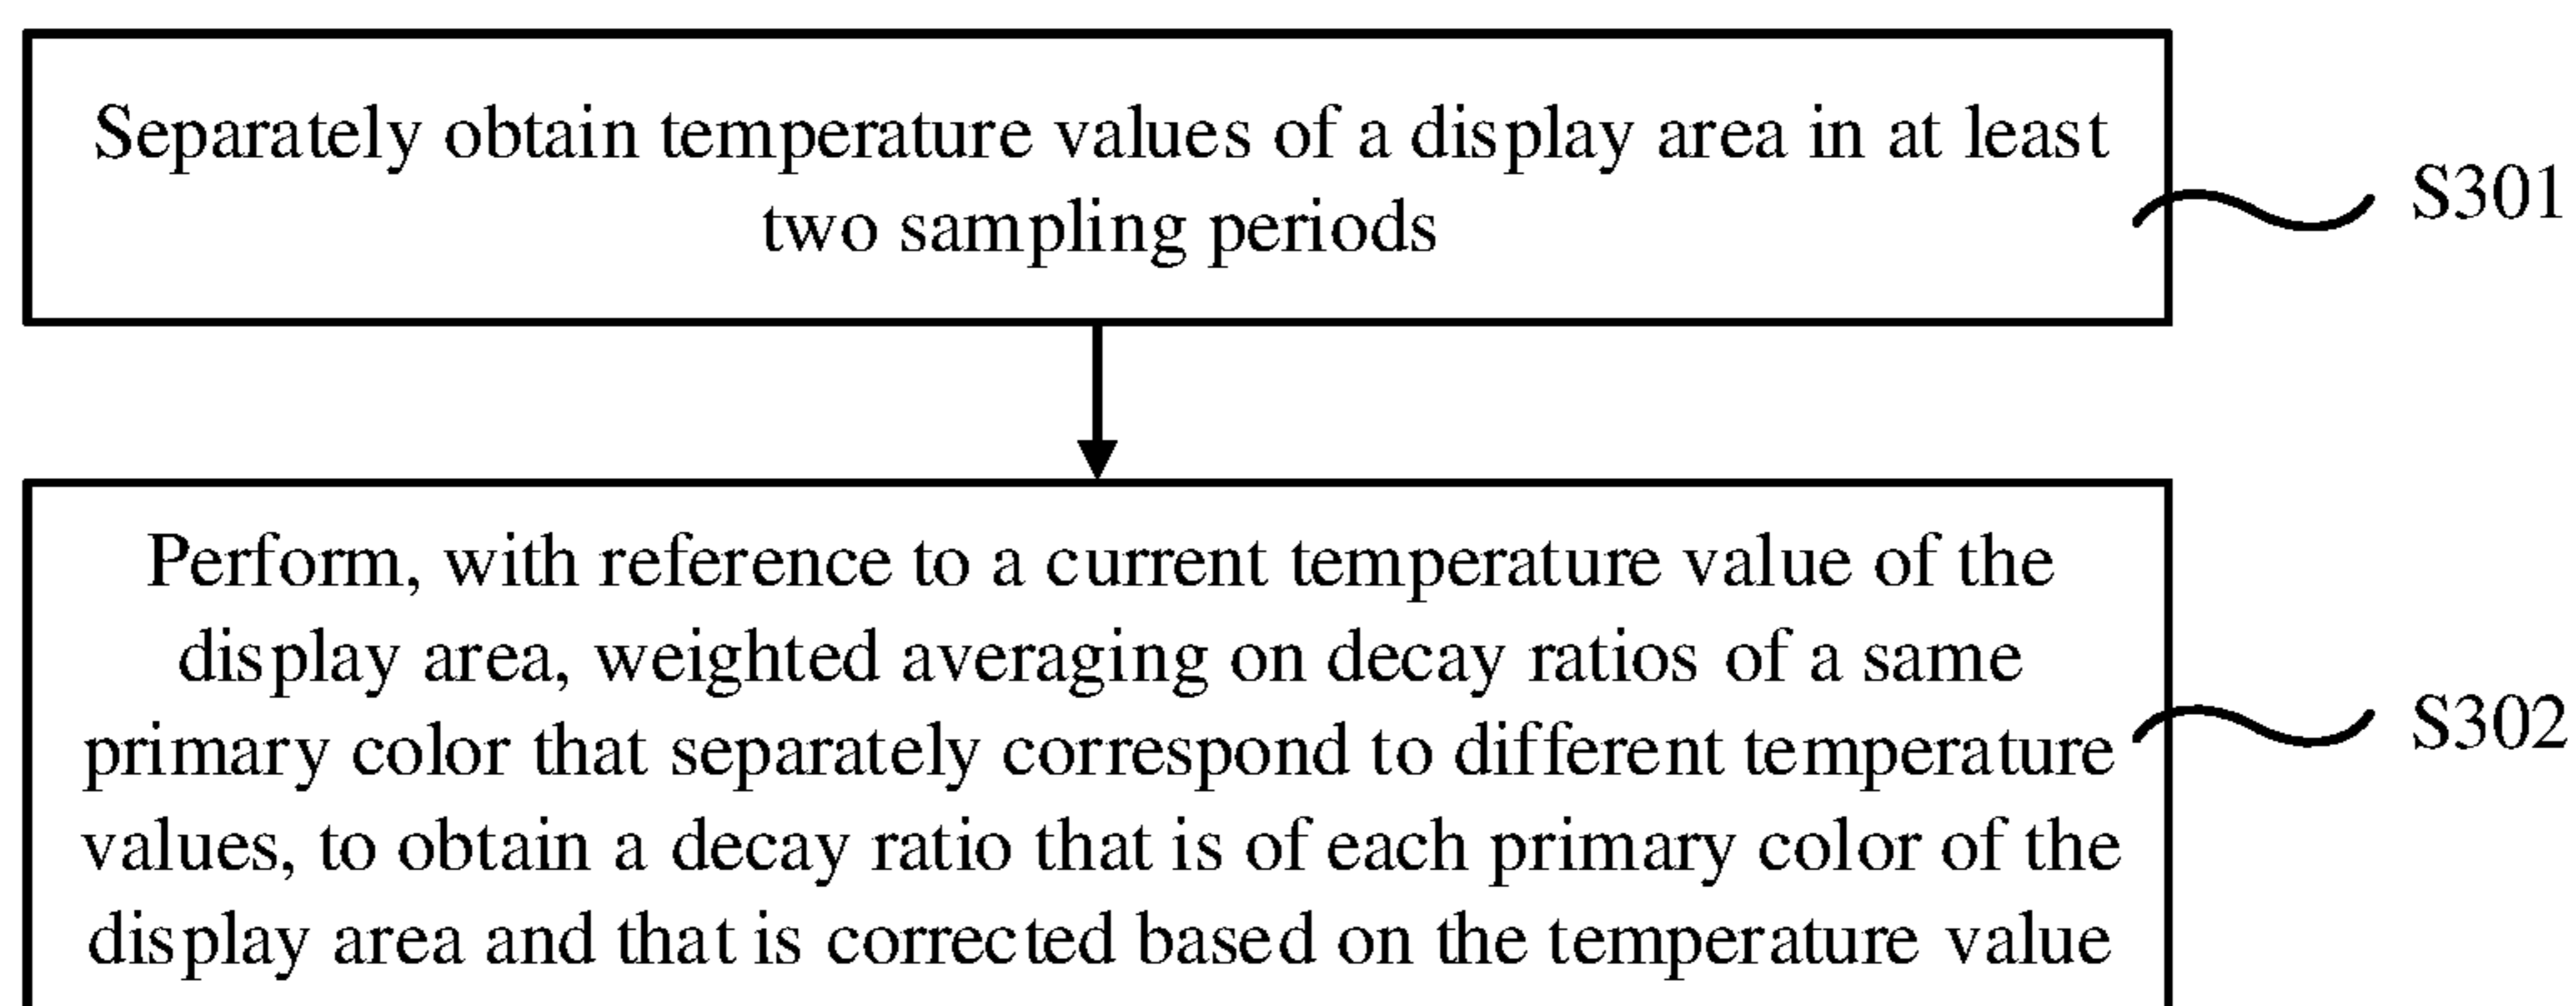 Separately obtain temperature values of a display area in at least
two sampling periods
S301
Perform, with reference to a current temperature value of the
display area, weighted averaging on decay ratios of a same
primary color that separately correspond to different temperature
values, to obtain a decay ratio that is of each primary color of the
display area and that is corrected based on the temperature value
S302